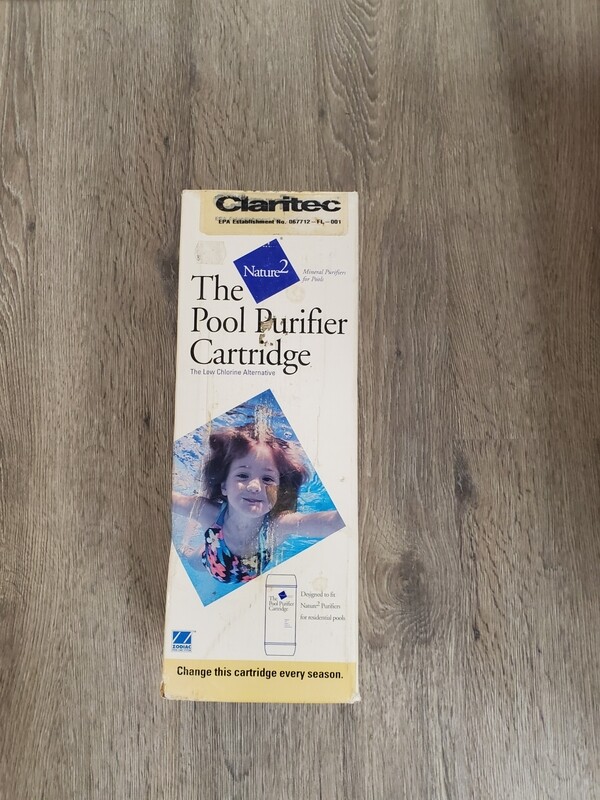 Claritec
EPA Establishment No. 067712-FL-001
Nature2
Mineral Purifiers
for Pools
The
Pool Purifier
Cartridge
The Low Chlorine Alternative
The
Pool Purifier
Cartridge
Designed to fit
Nature2 Purifiers
for residential pools
ZODIAC
Change this cartridge every season.